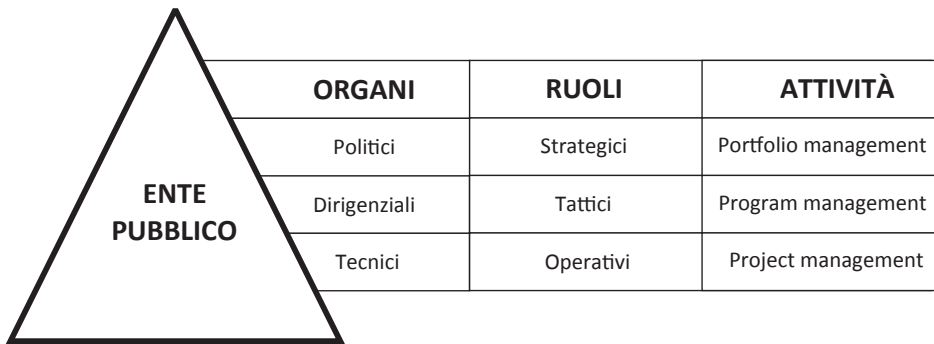 ORGANI RUOLI ATTIVITÀ
Politici Strategici Portfolio management
ENTE
PUBBLICO
Dirigenziali Tattici Program management
Tecnici Operativi Project management